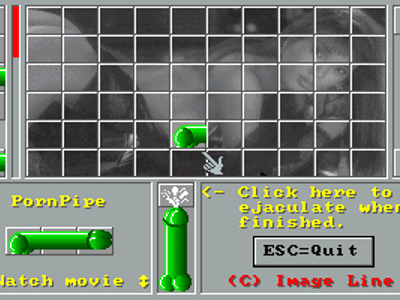 <- Click here to
PornPipe
ejaculate when
finished.
ESC=Quit
Watch movie ↕
(C) Image Line